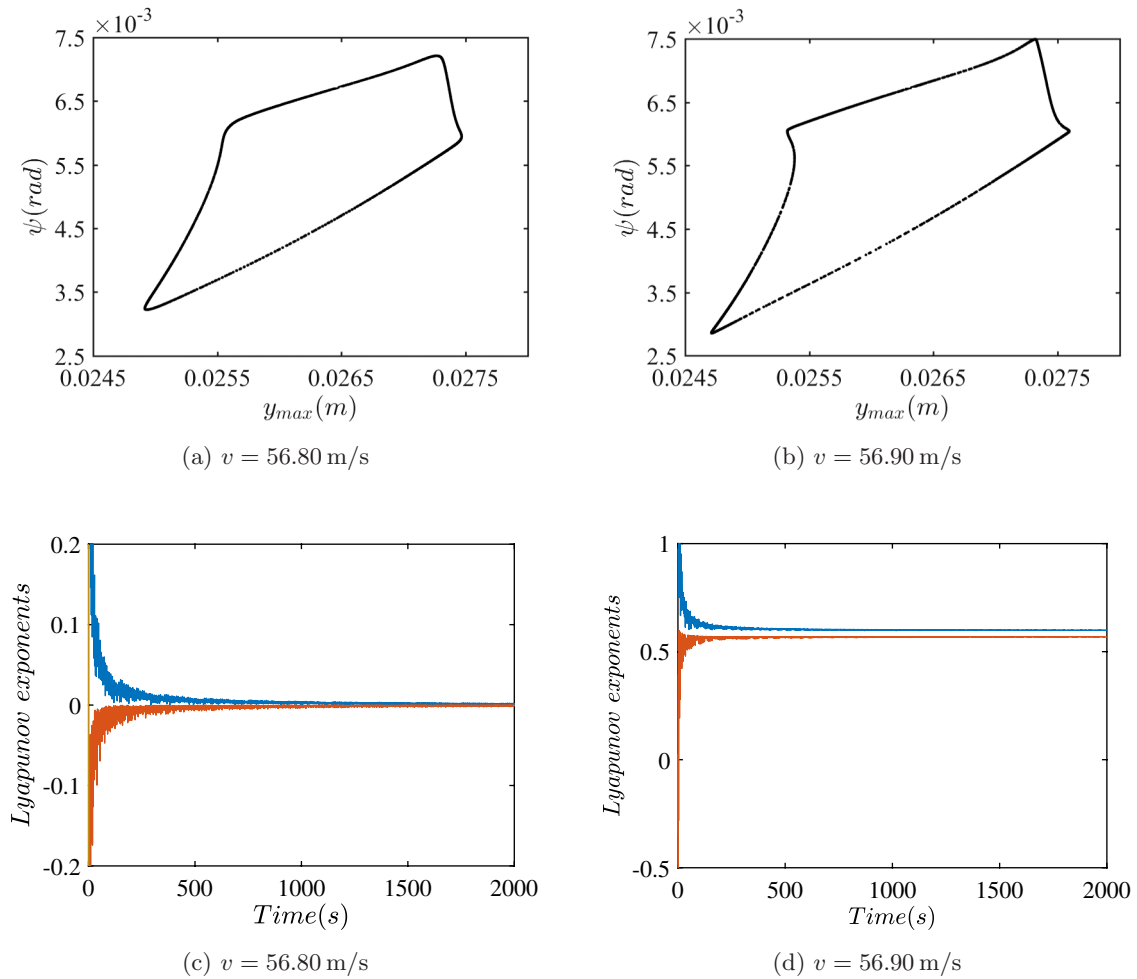 ×10⁻³
7.5
6.5
5.5
4.5
3.5
2.5
ψ(rad)
0.0245 0.0255 0.0265 0.0275
y_max(m)
(a) v = 56.80 m/s
×10⁻³
7.5
6.5
5.5
4.5
3.5
2.5
ψ(rad)
0.0245 0.0255 0.0265 0.0275
y_max(m)
(b) v = 56.90 m/s
0.2
0.1
0
-0.1
-0.2
Lyapunov exponents
0 500 1000 1500 2000
Time(s)
(c) v = 56.80 m/s
1
0.5
0
-0.5
Lyapunov exponents
0 500 1000 1500 2000
Time(s)
(d) v = 56.90 m/s